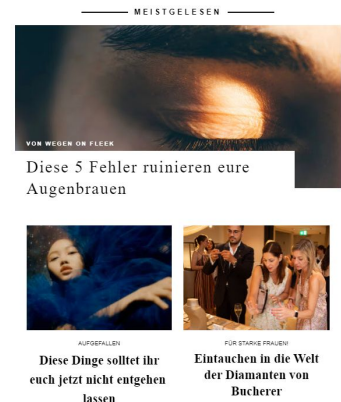 MEISTGELESEN
VON WEGEN ON FLEEK
Diese 5 Fehler ruinieren eure
Augenbrauen
AUFGEFALLEN
Diese Dinge solltet ihr
euch jetzt nicht entgehen
lassen
FÜR STARKE FRAUEN!
Eintauchen in die Welt
der Diamanten von
Bucherer